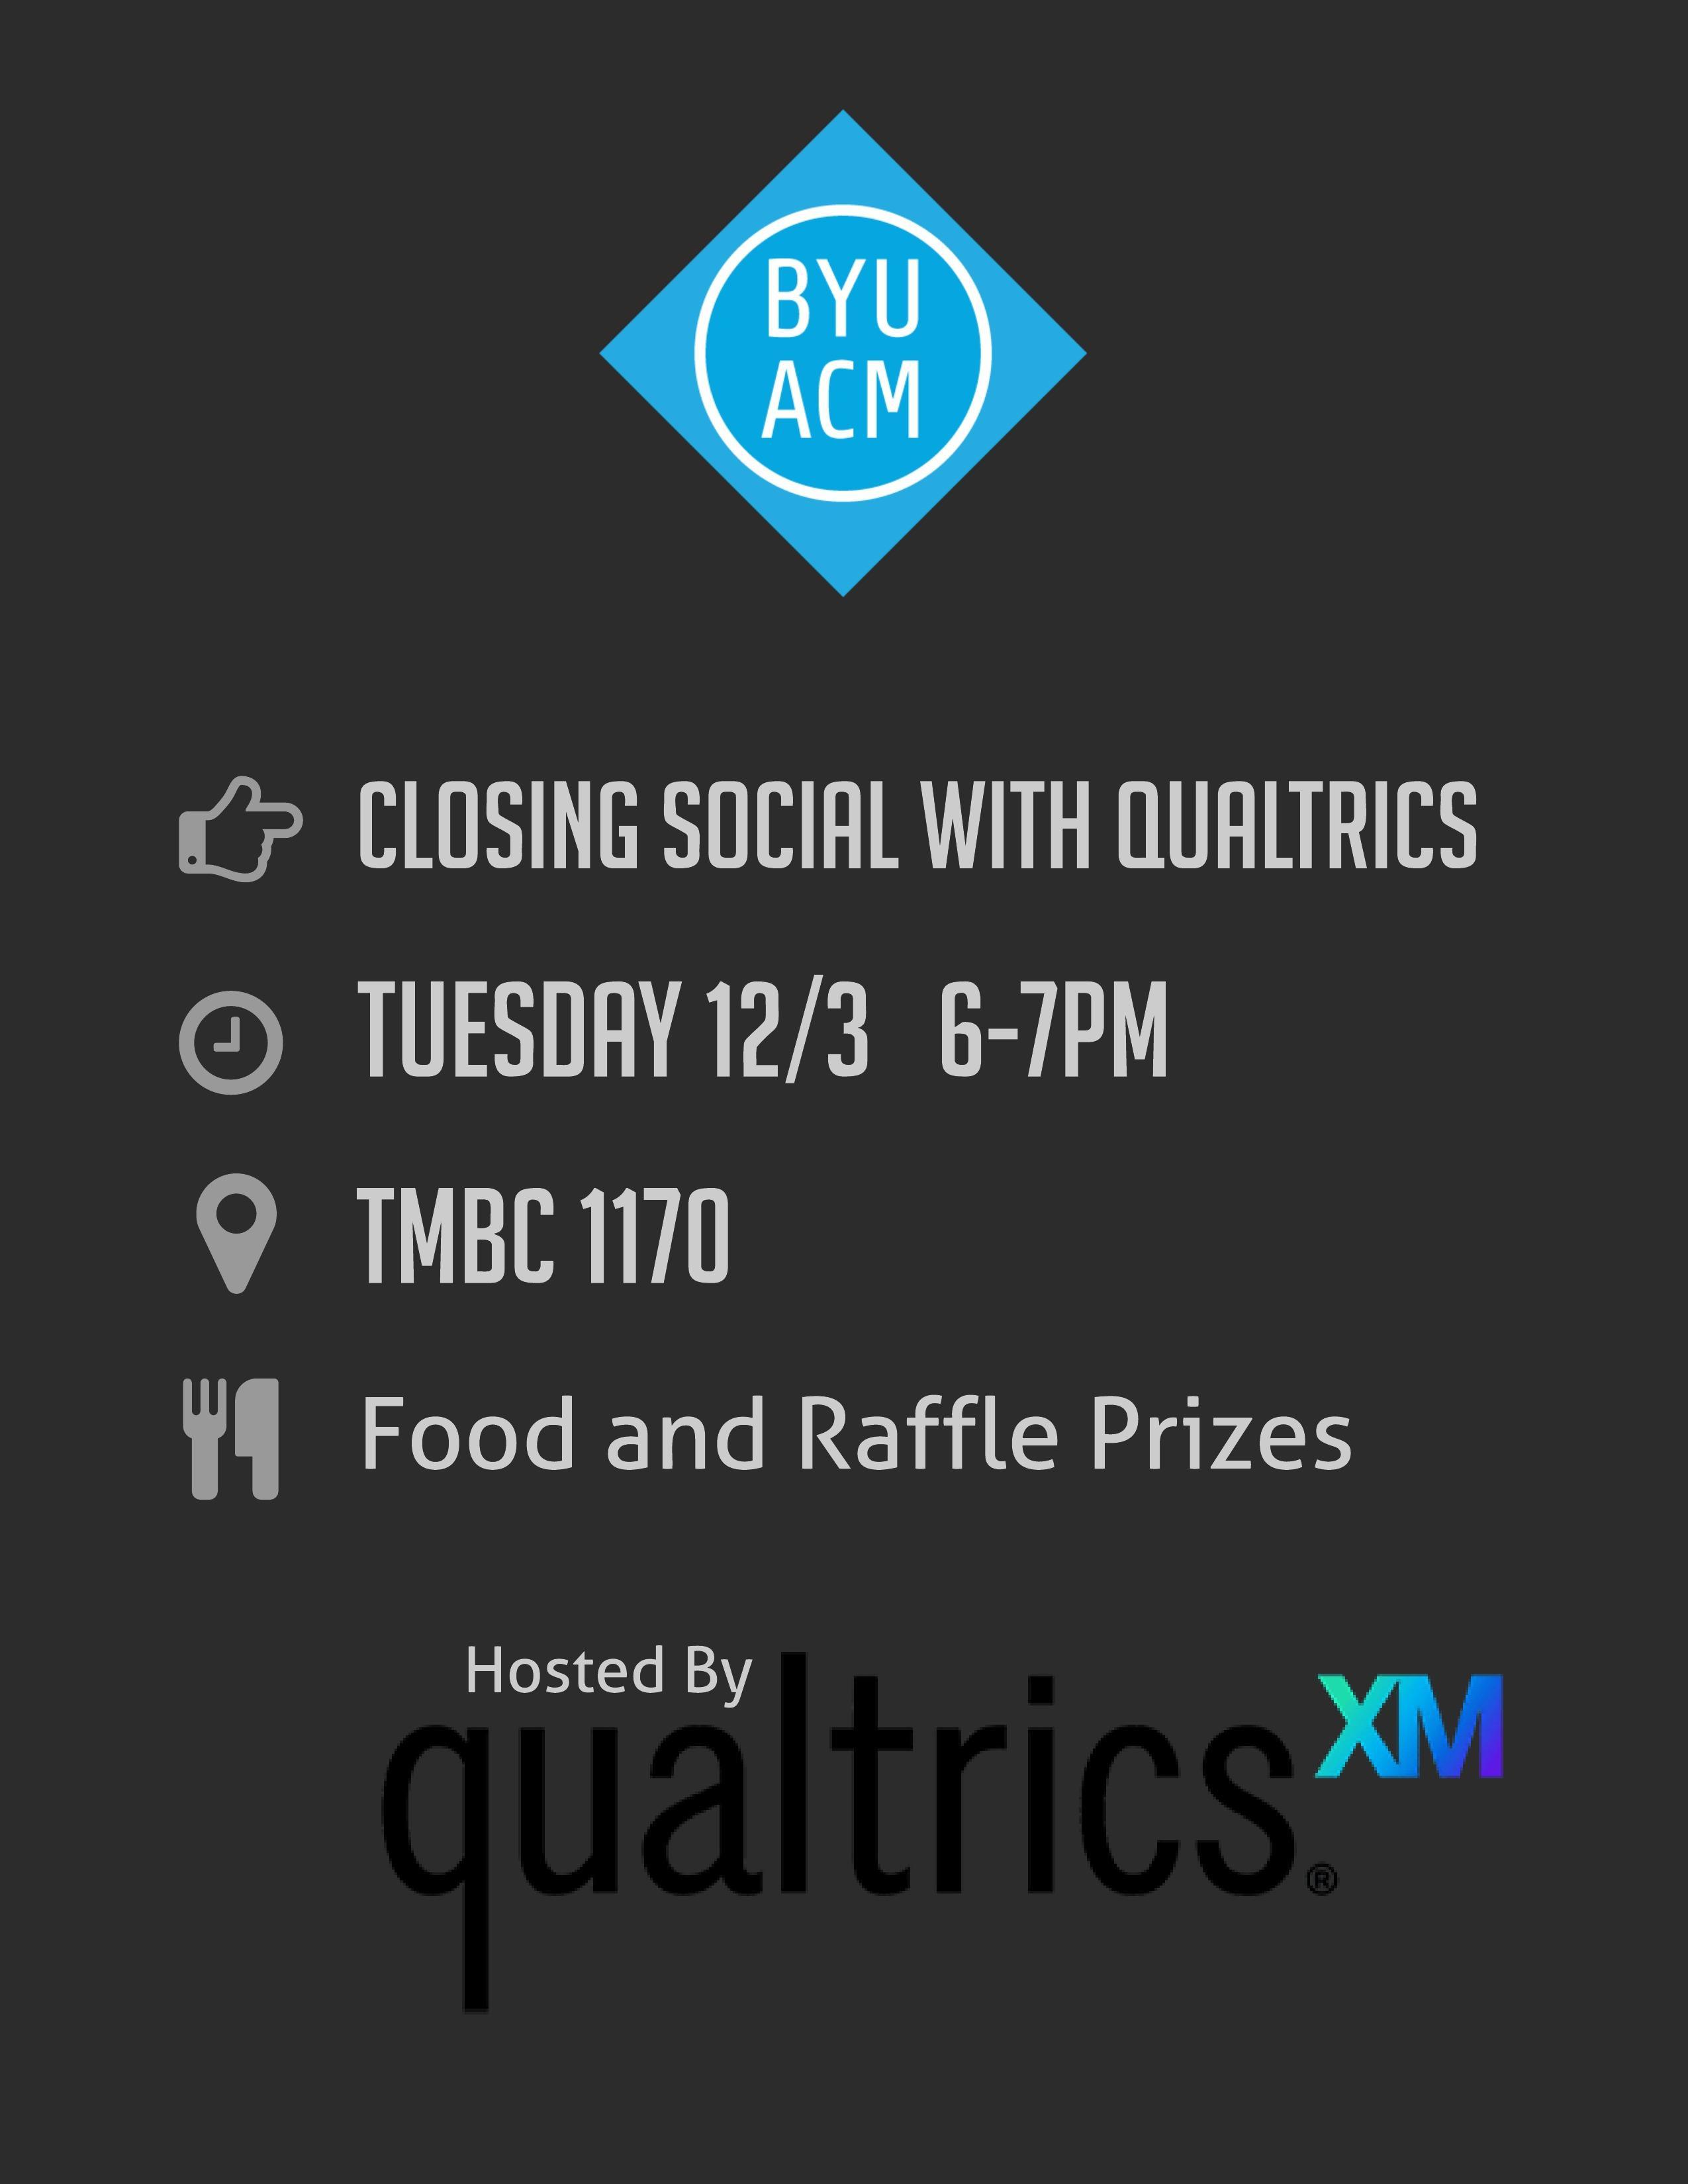 BYU
ACM
CLOSING SOCIAL WITH QUALTRICS
TUESDAY 12/3 6-7PM
TMBC 1170
Food and Raffle Prizes
Hosted By
qualtrics.® XM